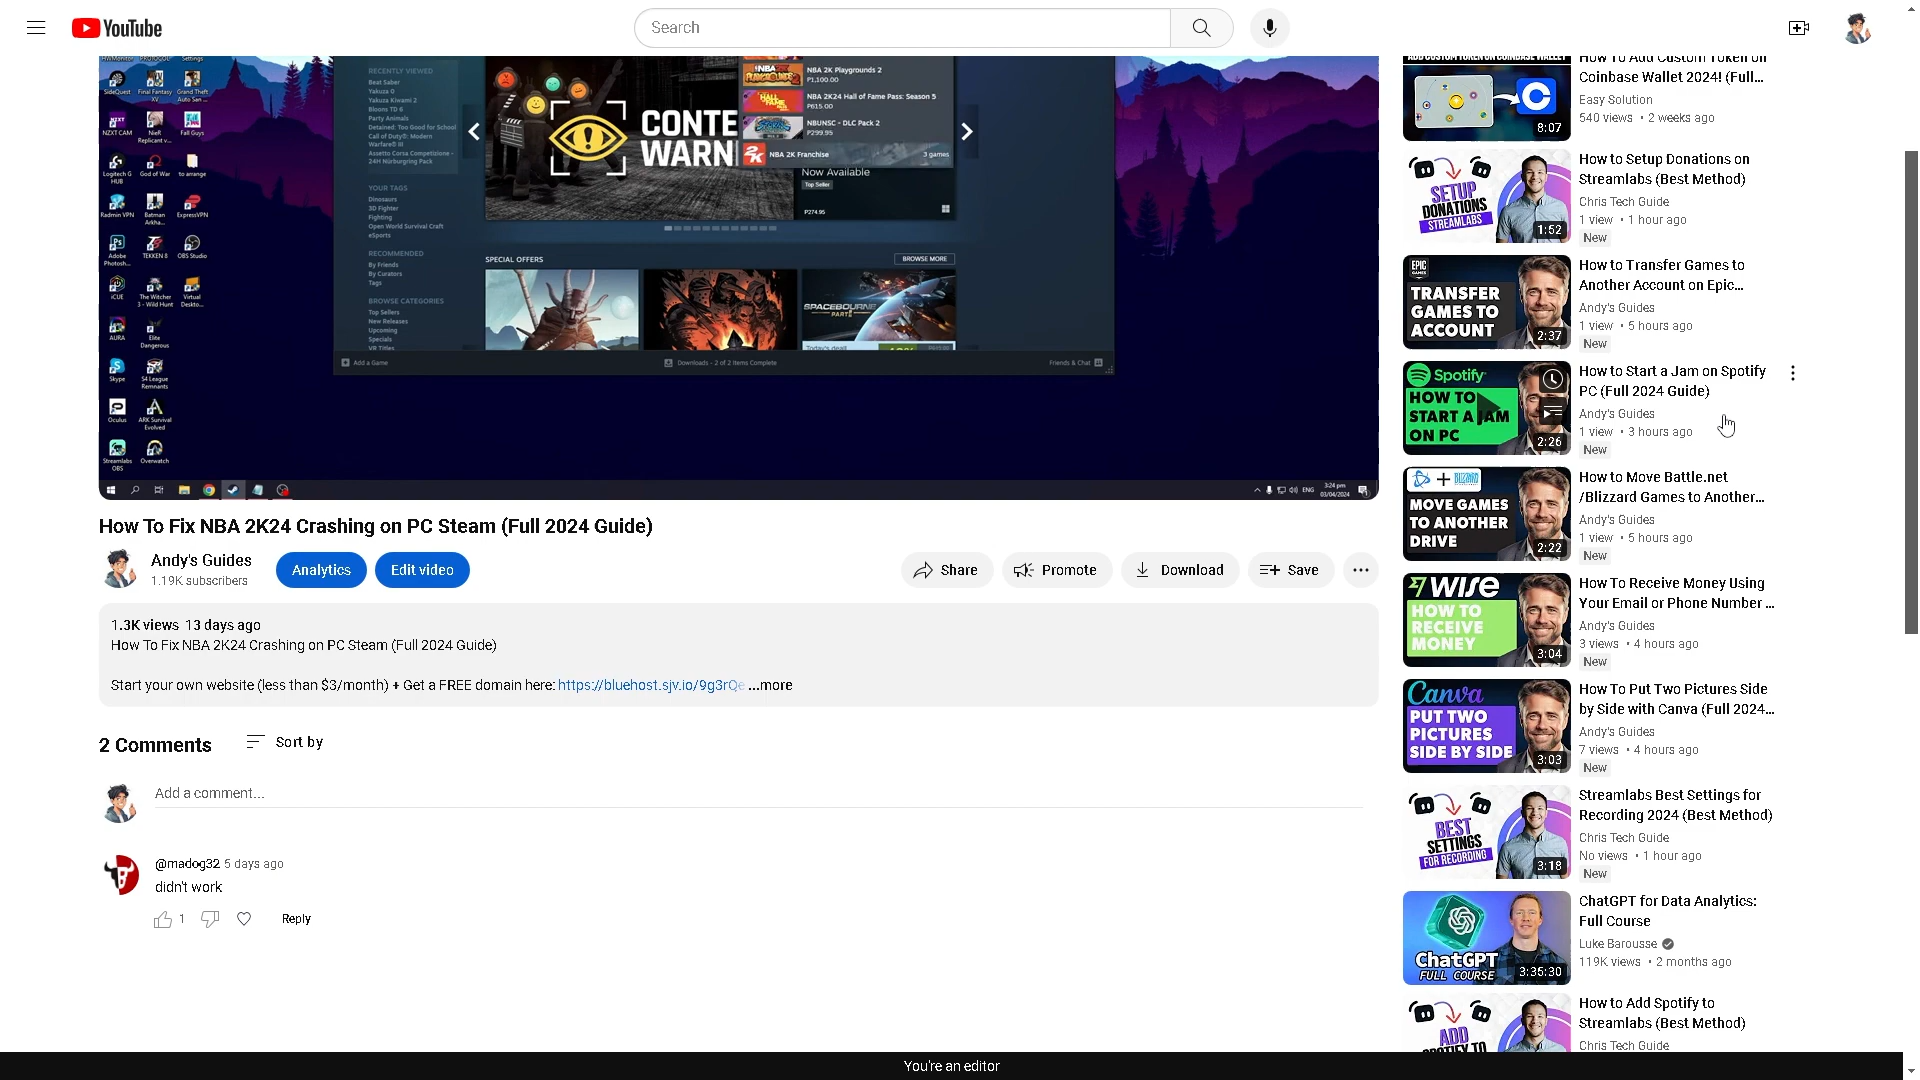 YouTube
Search
HWMonitor
PROTOCOL
Settings
SideQuest
Final Fantasy
XV
Grand Theft
Auto San ...
NZXT CAM
NieR
Replicant v...
Fall Guys
Logitech G
HUB
God of War
to arrange
Radmin VPN
Batman
Arkha...
ExpressVPN
Adobe
Photosh...
TEKKEN 8
OBS Studio
iCUE
The Witcher
3 - Wild Hunt
Virtual
Deskto...
AURA
Elite
Dangerous
Skype
S4 League
Remnants
Oculus
ARK Survival
Evolved
Streamlabs
OBS
Overwatch
RECENTLY VIEWED
Beat Saber
Yakuza 0
Yakuza Kiwami 2
Bloons TD 6
Party Animals
Detained: Too Good for School
Call of Duty®: Modern
Warfare® III
Assetto Corsa Competizione -
24H Nürburgring Pack
YOUR TAGS
Dinosaurs
3D Fighter
Fighting
Open World Survival Craft
eSports
RECOMMENDED
By Friends
By Curators
Tags
BROWSE CATEGORIES
Top Sellers
New Releases
Upcoming
Specials
VR Titles
CONTE
WARN
NBA 2K Playgrounds 2
P1,100.00
NBA 2K24 Hall of Fame Pass: Season 5
P615.00
NBUNSC - DLC Pack 2
P299.95
NBA 2K Franchise
3 games
Now Available
Top Seller
P274.95
SPECIAL OFFERS
BROWSE MORE
SPACEBOURNE
Today's deal!
Add a Game
Downloads - 2 of 2 Items Complete
Friends & Chat
ENG
3:24 pm
03/04/2024
How To Fix NBA 2K24 Crashing on PC Steam (Full 2024 Guide)
Andy's Guides
1.19K subscribers
Analytics
Edit video
Share
Promote
Download
Save
1.3K views 13 days ago
How To Fix NBA 2K24 Crashing on PC Steam (Full 2024 Guide)
Start your own website (less than $3/month) + Get a FREE domain here: https://bluehost.sjv.io/9g3rQe ...more
2 Comments
Sort by
Add a comment...
@madog32 5 days ago
didn't work
1
Reply
ADD CUSTOM TOKEN ON COINBASE WALLET
8:07
How To Add Custom Token on
Coinbase Wallet 2024! (Full...
Easy Solution
540 views • 2 weeks ago
SETUP
DONATIONS
STREAMLABS
1:52
How to Setup Donations on
Streamlabs (Best Method)
Chris Tech Guide
1 view • 1 hour ago
New
EPIC
GAMES
TRANSFER
GAMES TO
ACCOUNT
2:37
How to Transfer Games to
Another Account on Epic...
Andy's Guides
1 view • 5 hours ago
New
Spotify
HOW TO
START A JAM
ON PC
2:26
How to Start a Jam on Spotify
PC (Full 2024 Guide)
Andy's Guides
1 view • 3 hours ago
New
BLIZZARD
MOVE GAMES
TO ANOTHER
DRIVE
2:22
How to Move Battle.net
/Blizzard Games to Another...
Andy's Guides
1 view • 5 hours ago
New
WISE
HOW TO
RECEIVE
MONEY
3:04
How To Receive Money Using
Your Email or Phone Number ...
Andy's Guides
3 views • 4 hours ago
New
Canva
PUT TWO
PICTURES
SIDE BY SIDE
3:03
How To Put Two Pictures Side
by Side with Canva (Full 2024...
Andy's Guides
7 views • 4 hours ago
New
BEST
SETTINGS
FOR RECORDING
3:18
Streamlabs Best Settings for
Recording 2024 (Best Method)
Chris Tech Guide
No views • 1 hour ago
New
ChatGPT
FULL COURSE
3:35:30
ChatGPT for Data Analytics:
Full Course
Luke Barousse
119K views • 2 months ago
ADD
SPOTIFY TO
How to Add Spotify to
Streamlabs (Best Method)
Chris Tech Guide
You're an editor